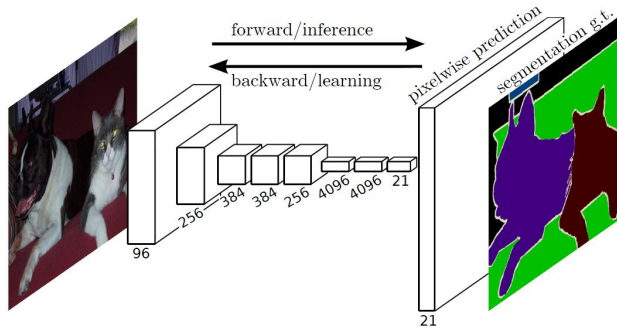 forward/inference
backward/learning
pixelwise prediction
segmentation g.t.
96
256
384
384
256
4096
4096
21
21